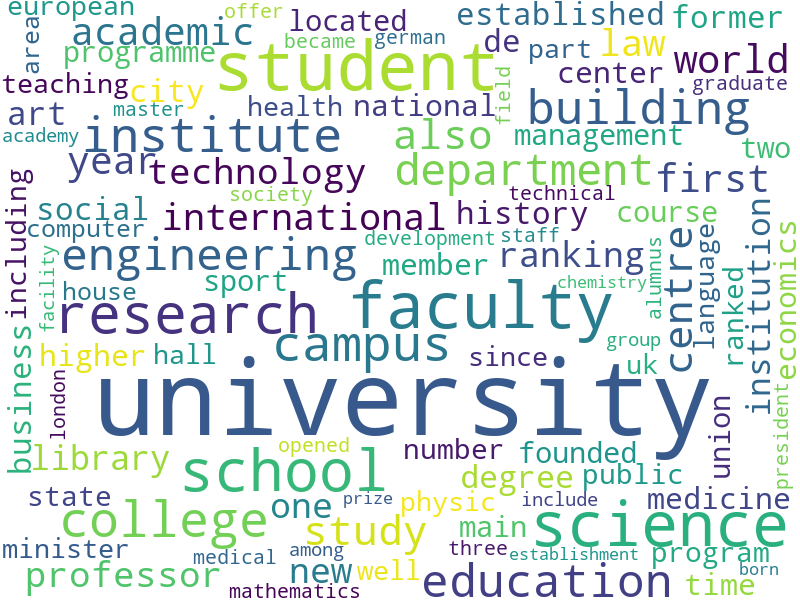 european offer established former
area academic became located german de part law world
programme student center
teaching city health national field building graduate
art master
academy institute also management two
year technology department first
society technical
including social international history course
computer development staff
engineering member ranking language economics
facility house sport chemistry alumnus ranked
research faculty centre institution
business higher hall campus since group uk
london university union president
library opened number founded
school degree public
state one prize physic include medicine
college study main science
minister medical among three establishment program
professor new well education time born
mathematics